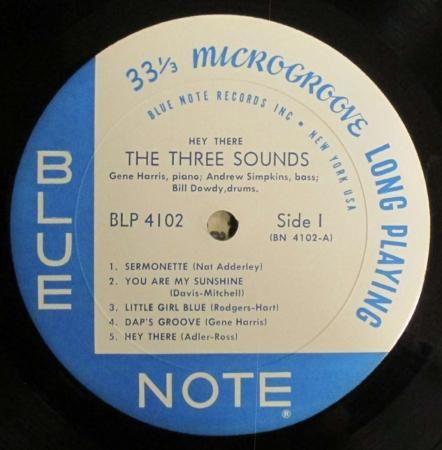 33⅓ MICROGROOVE LONG PLAYING
BLUE NOTE RECORDS INC • NEW YORK USA
HEY THERE
THE THREE SOUNDS
Gene Harris, piano; Andrew Simpkins, bass;
Bill Dowdy, drums.
BLP 4102
Side 1
(BN 4102-A)
1. SERMONETTE (Nat Adderley)
2. YOU ARE MY SUNSHINE
(Davis-Mitchell)
3. LITTLE GIRL BLUE (Rodgers-Hart)
4. DAP'S GROOVE (Gene Harris)
5. HEY THERE (Adler-Ross)
BLUE
NOTE®